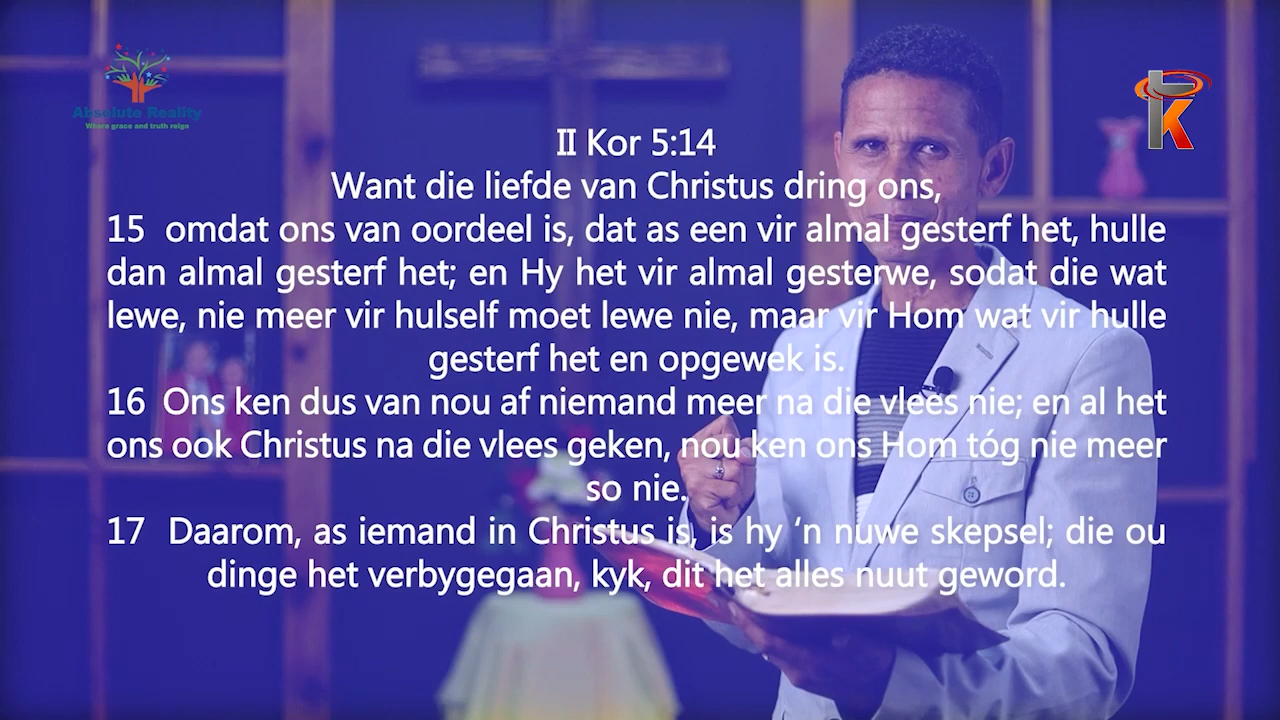 Absolute Reality
Where grace and truth reign
II Kor 5:14
Want die liefde van Christus dring ons,
15 omdat ons van oordeel is, dat as een vir almal gesterf het, hulle
dan almal gesterf het; en Hy het vir almal gesterwe, sodat die wat
lewe, nie meer vir hulself moet lewe nie, maar vir Hom wat vir hulle
gesterf het en opgewek is.
16 Ons ken dus van nou af niemand meer na die vlees nie; en al het
ons ook Christus na die vlees geken, nou ken ons Hom tóg nie meer
so nie.
17 Daarom, as iemand in Christus is, is hy ‘n nuwe skepsel; die ou
dinge het verbygegaan, kyk, dit het alles nuut geword.